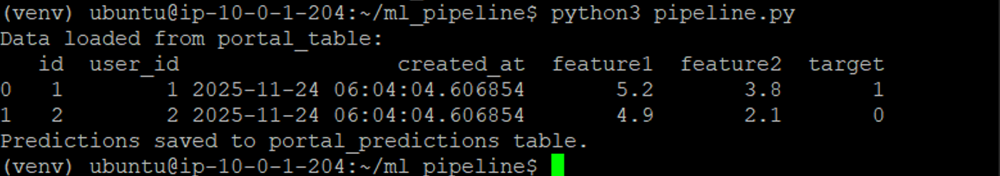 (venv) ubuntu@ip-10-0-1-204:~/ml_pipeline$ python3 pipeline.py
Data loaded from portal_table:
   id  user_id                 created_at  feature1  feature2  target
0   1        1 2025-11-24 06:04:04.606854       5.2       3.8       1
1   2        2 2025-11-24 06:04:04.606854       4.9       2.1       0
Predictions saved to portal_predictions table.
(venv) ubuntu@ip-10-0-1-204:~/ml_pipeline$